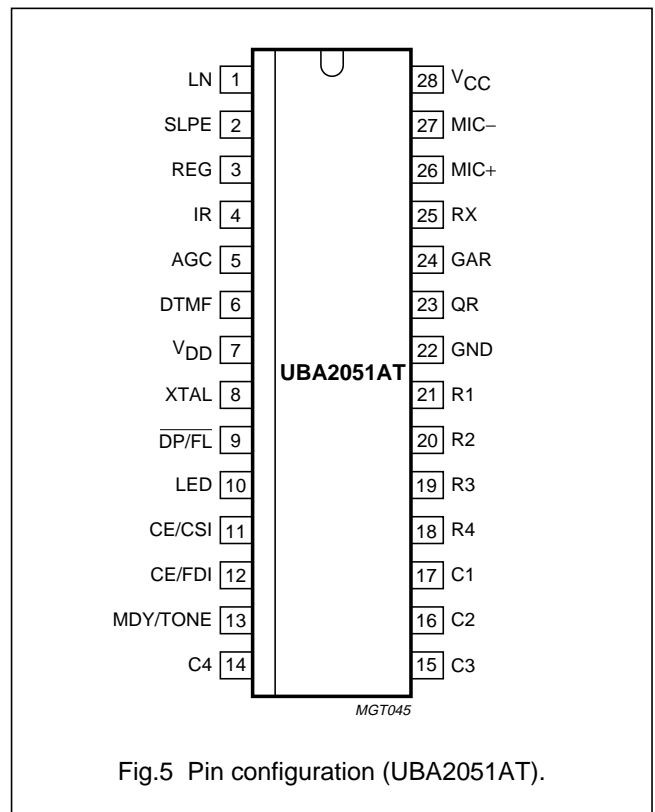 LN 1 28 VCC
SLPE 2 27 MIC−
REG 3 26 MIC+
IR 4 25 RX
AGC 5 24 GAR
DTMF 6 23 QR
VDD 7 22 GND
UBA2051AT
XTAL 8 21 R1
DP/FL 9 20 R2
LED 10 19 R3
CE/CSI 11 18 R4
CE/FDI 12 17 C1
MDY/TONE 13 16 C2
C4 14 15 C3
MGT045
Fig.5 Pin configuration (UBA2051AT).